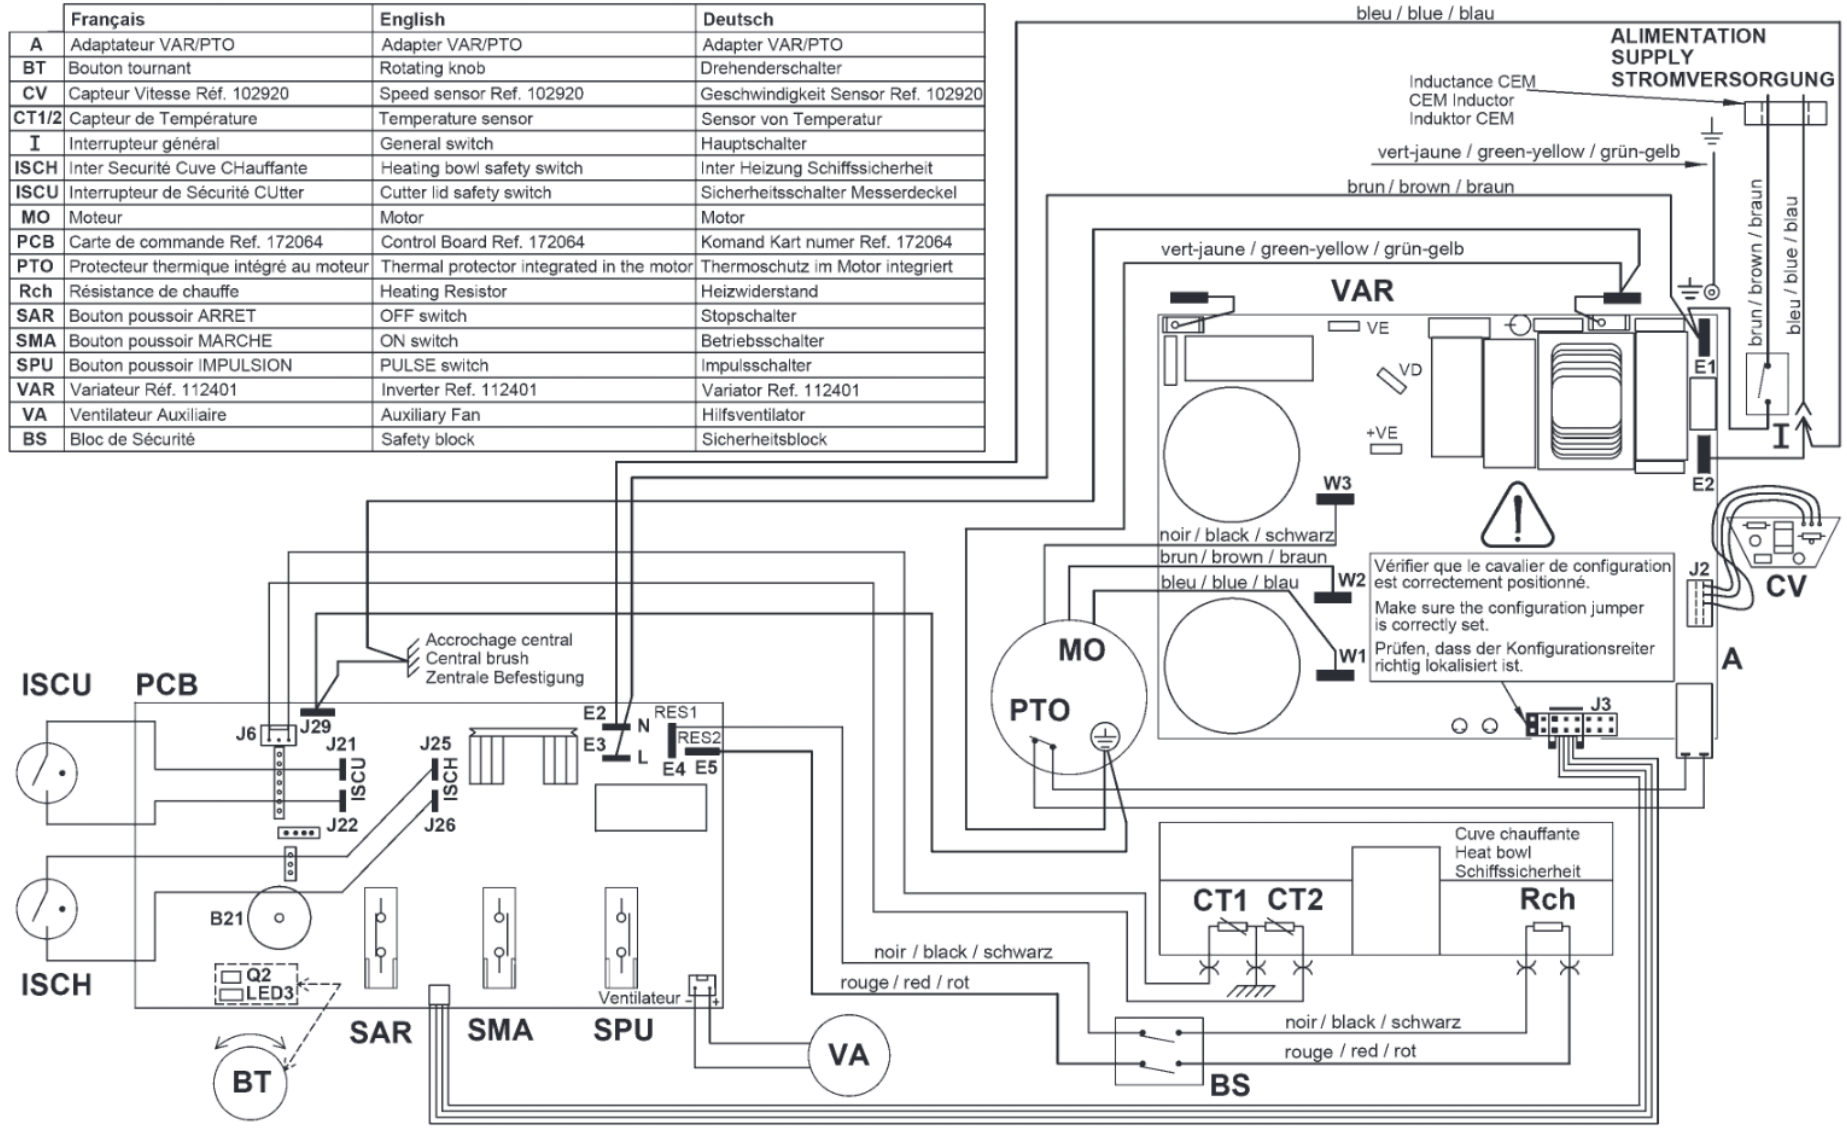 Français English Deutsch
A Adaptateur VAR/PTO Adapter VAR/PTO Adapter VAR/PTO
BT Bouton tournant Rotating knob Drehenderschalter
CV Capteur Vitesse Réf. 102920 Speed sensor Ref. 102920 Geschwindigkeit Sensor Ref. 102920
CT1/2 Capteur de Température Temperature sensor Sensor von Temperatur
I Interrupteur général General switch Hauptschalter
ISCH Inter Securité Cuve CHauffante Heating bowl safety switch Inter Heizung Schiffssicherheit
ISCU Interrupteur de Sécurité CUtter Cutter lid safety switch Sicherheitsschalter Messerdeckel
MO Moteur Motor Motor
PCB Carte de commande Ref. 172064 Control Board Ref. 172064 Komand Kart numer Ref. 172064
PTO Protecteur thermique intégré au moteur Thermal protector integrated in the motor Thermoschutz im Motor integriert
Rch Résistance de chauffe Heating Resistor Heizwiderstand
SAR Bouton poussoir ARRET OFF switch Stopschalter
SMA Bouton poussoir MARCHE ON switch Betriebsschalter
SPU Bouton poussoir IMPULSION PULSE switch Impulsschalter
VAR Variateur Réf. 112401 Inverter Ref. 112401 Variator Ref. 112401
VA Ventilateur Auxiliaire Auxiliary Fan Hilfsventilator
BS Bloc de Sécurité Safety block Sicherheitsblock
bleu / blue / blau
ALIMENTATION
SUPPLY
STROMVERSORGUNG
Inductance CEM
CEM Inductor
Induktor CEM
vert-jaune / green-yellow / grün-gelb
brun / brown / braun
vert-jaune / green-yellow / grün-gelb
brun / brown / braun
bleu / blue / blau
VAR
VE
VD
+VE
E1
I
E2
W3
noir / black / schwarz
brun / brown / braun
bleu / blue / blau
W2
W1
!
Vérifier que le cavalier de configuration
est correctement positionné.
Make sure the configuration jumper
is correctly set.
Prüfen, dass der Konfigurationsreiter
richtig lokalisiert ist.
J2
CV
A
J3
MO
PTO
Accrochage central
Central brush
Zentrale Befestigung
ISCU
PCB
J6
J29
J21
ISCU
J22
J25
ISCH
J26
E2
N
E3
L
RES1
RES2
E4
E5
B21
ISCH
Q2
LED3
BT
SAR
SMA
SPU
Ventilateur - +
VA
noir / black / schwarz
rouge / red / rot
Cuve chauffante
Heat bowl
Schiffssicherheit
CT1
CT2
Rch
noir / black / schwarz
rouge / red / rot
BS